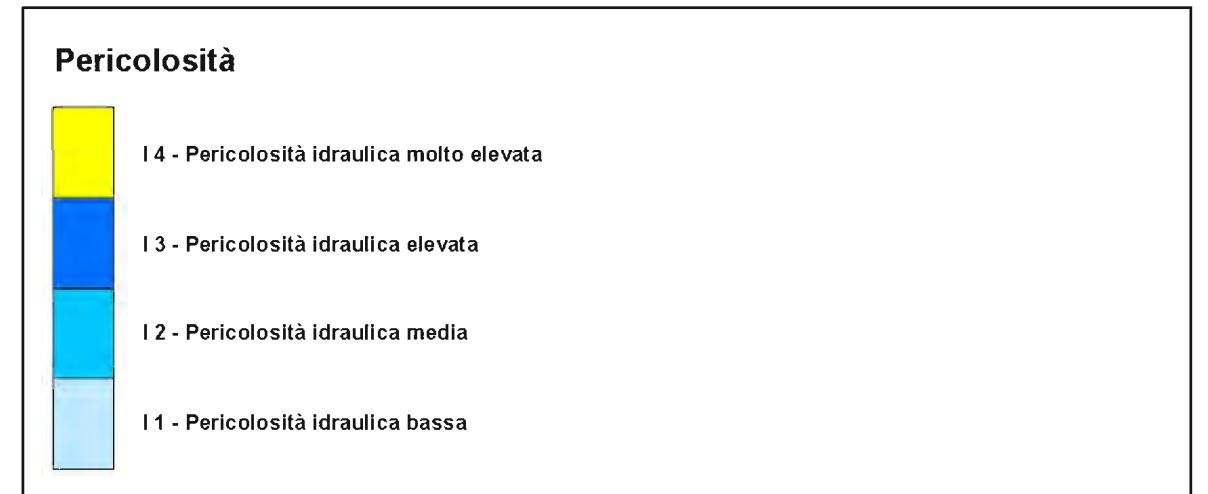 Pericolosità
I 4 - Pericolosità idraulica molto elevata
I 3 - Pericolosità idraulica elevata
I 2 - Pericolosità idraulica media
I 1 - Pericolosità idraulica bassa